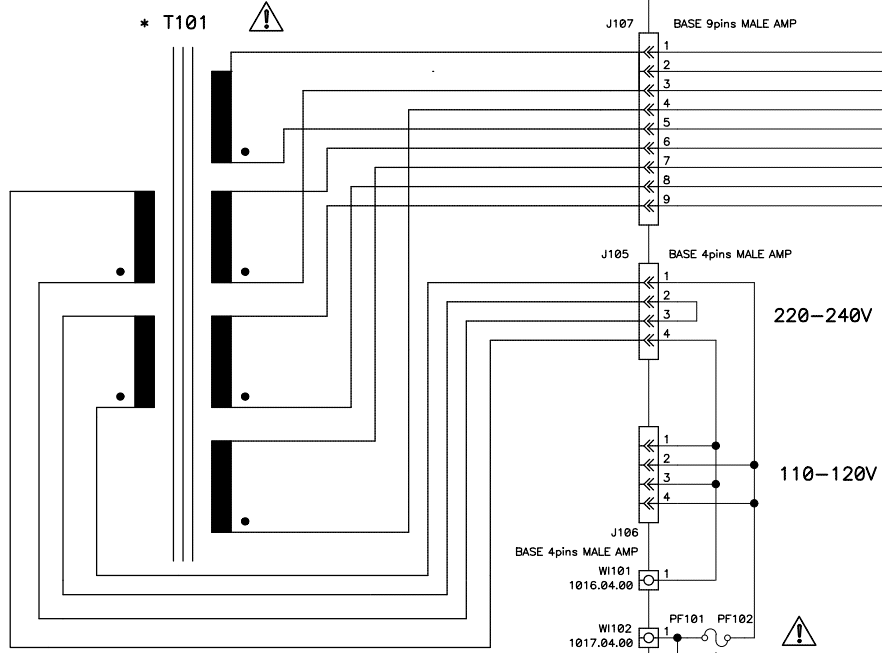 * T101
J107 BASE 9pins MALE AMP
1
2
3
4
5
6
7
8
9
J105 BASE 4pins MALE AMP
1
2
3
4
220-240V
1
2
3
4
110-120V
J106
BASE 4pins MALE AMP
WI101
1016.04.00
1
WI102
1017.04.00
1
PF101 PF102